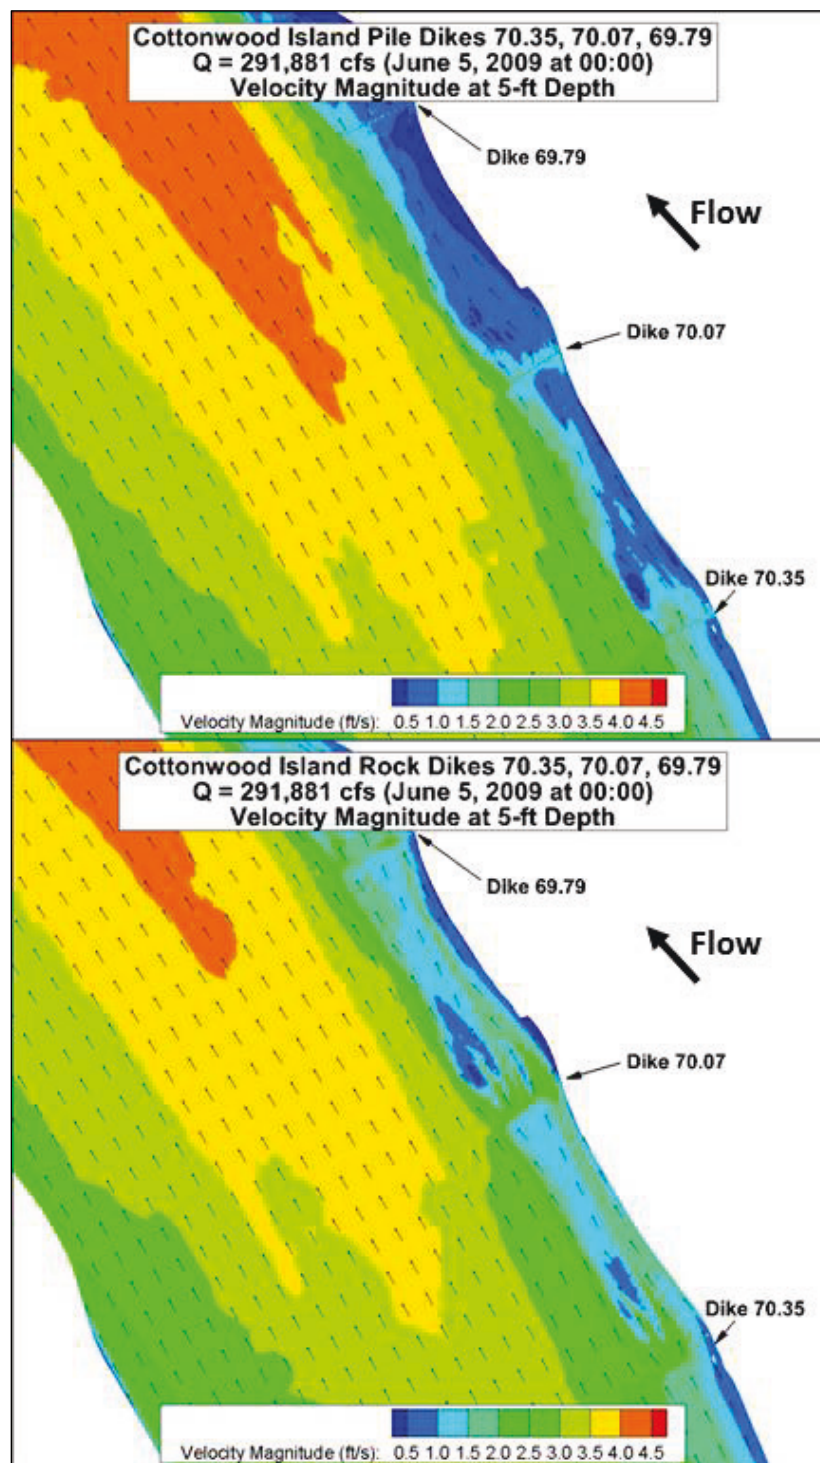 Cottonwood Island Pile Dikes 70.35, 70.07, 69.79
Q = 291,881 cfs (June 5, 2009 at 00:00)
Velocity Magnitude at 5-ft Depth
Dike 69.79
Flow
Dike 70.07
Dike 70.35
Velocity Magnitude (ft/s): 0.5 1.0 1.5 2.0 2.5 3.0 3.5 4.0 4.5
Cottonwood Island Rock Dikes 70.35, 70.07, 69.79
Q = 291,881 cfs (June 5, 2009 at 00:00)
Velocity Magnitude at 5-ft Depth
Dike 69.79
Flow
Dike 70.07
Dike 70.35
Velocity Magnitude (ft/s): 0.5 1.0 1.5 2.0 2.5 3.0 3.5 4.0 4.5